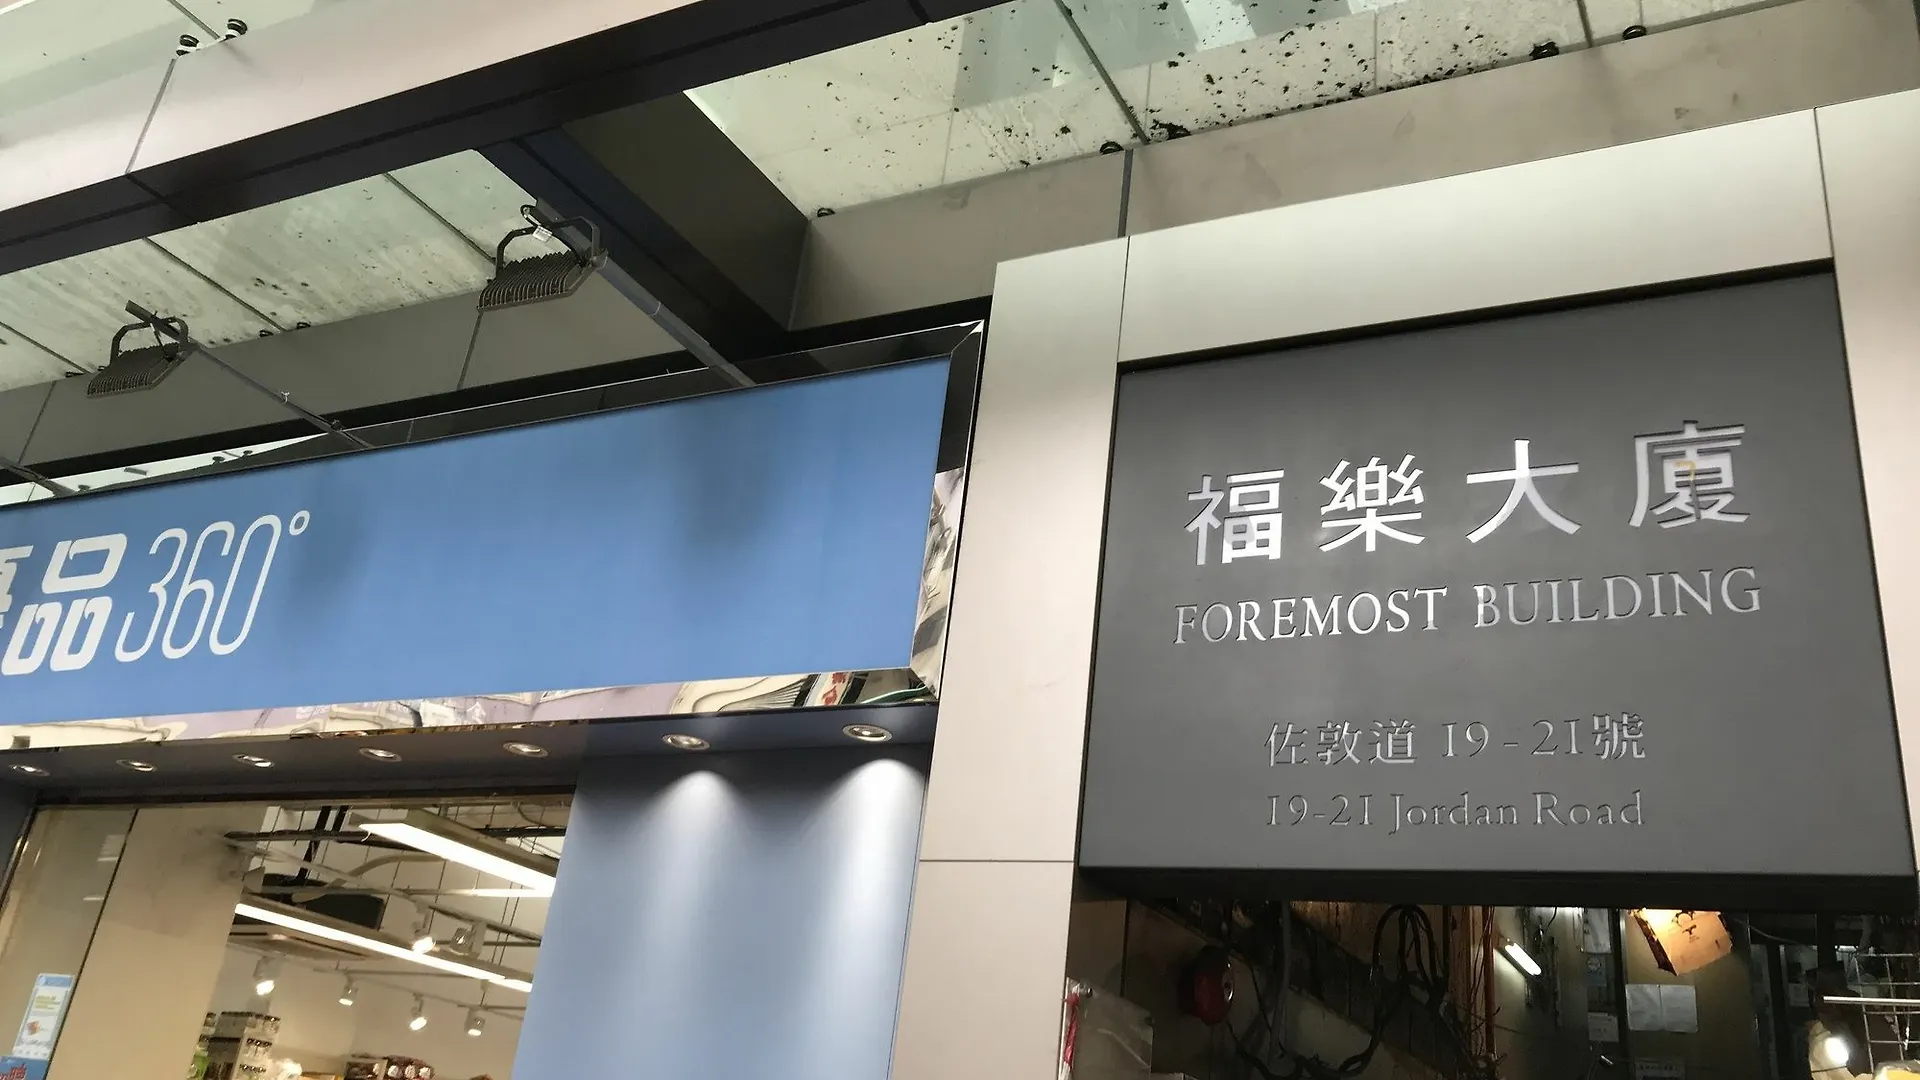 品360°
福樂大廈
FOREMOST BUILDING
佐敦道 19-21號
19-21 Jordan Road